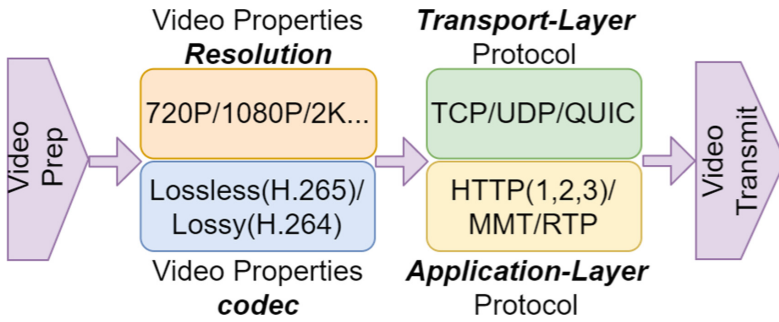 Video
Prep
Video Properties
Resolution
720P/1080P/2K...
Lossless(H.265)/
Lossy(H.264)
Video Properties
codec
Transport-Layer
Protocol
TCP/UDP/QUIC
HTTP(1,2,3)/
MMT/RTP
Application-Layer
Protocol
Video
Transmit